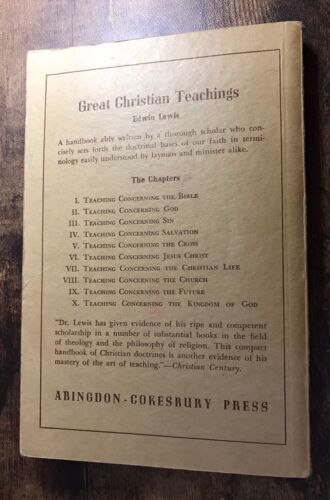 Great Christian Teachings
Edwin Lewis
A handbook ably written by a thorough scholar who con-
cisely sets forth the doctrinal bases of our faith in termi-
nology easily understood by layman and minister alike.
The Chapters
I. Teaching Concerning the Bible
II. Teaching Concerning God
III. Teaching Concerning Sin
IV. Teaching Concerning Salvation
V. Teaching Concerning the Cross
VI. Teaching Concerning Jesus Christ
VII. Teaching Concerning the Christian Life
VIII. Teaching Concerning the Church
IX. Teaching Concerning the Future
X. Teaching Concerning the Kingdom of God
"Dr. Lewis has given evidence of his ripe and competent
scholarship in a number of substantial books in the field
of theology and the philosophy of religion. This compact
handbook of Christian doctrines is another evidence of his
mastery of the art of teaching."—Christian Century.
ABINGDON-COKESBURY PRESS